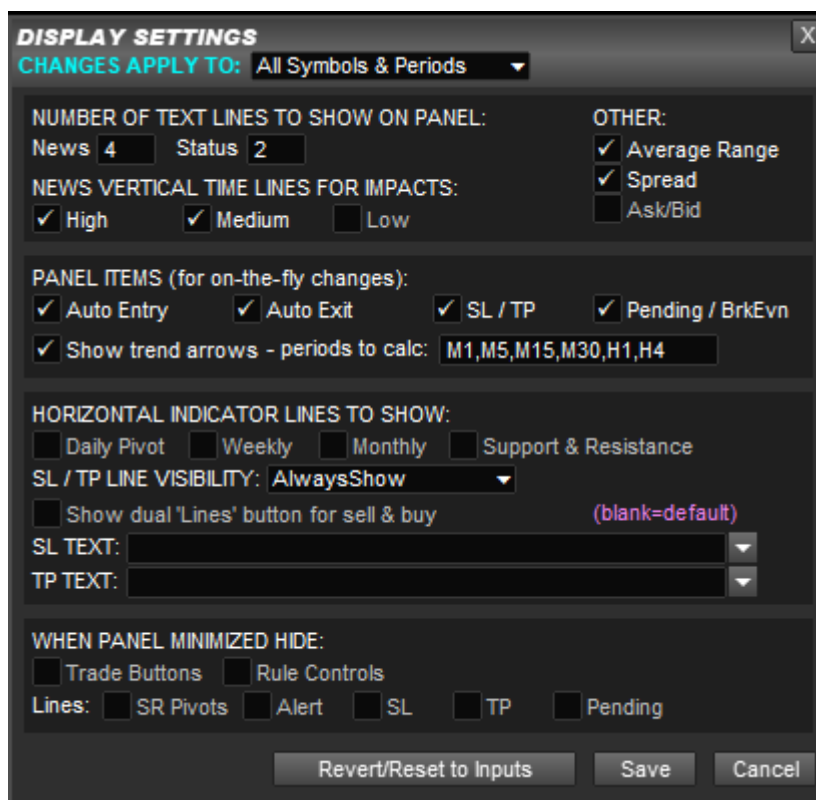 DISPLAY SETTINGS
X
CHANGES APPLY TO: All Symbols & Periods
NUMBER OF TEXT LINES TO SHOW ON PANEL:
News 4 Status 2
NEWS VERTICAL TIME LINES FOR IMPACTS:
High Medium Low
OTHER:
Average Range
Spread
Ask/Bid
PANEL ITEMS (for on-the-fly changes):
Auto Entry Auto Exit SL / TP Pending / BrkEvn
Show trend arrows - periods to calc: M1,M5,M15,M30,H1,H4
HORIZONTAL INDICATOR LINES TO SHOW:
Daily Pivot Weekly Monthly Support & Resistance
SL / TP LINE VISIBILITY: AlwaysShow
Show dual 'Lines' button for sell & buy (blank=default)
SL TEXT:
TP TEXT:
WHEN PANEL MINIMIZED HIDE:
Trade Buttons Rule Controls
Lines: SR Pivots Alert SL TP Pending
Revert/Reset to Inputs Save Cancel